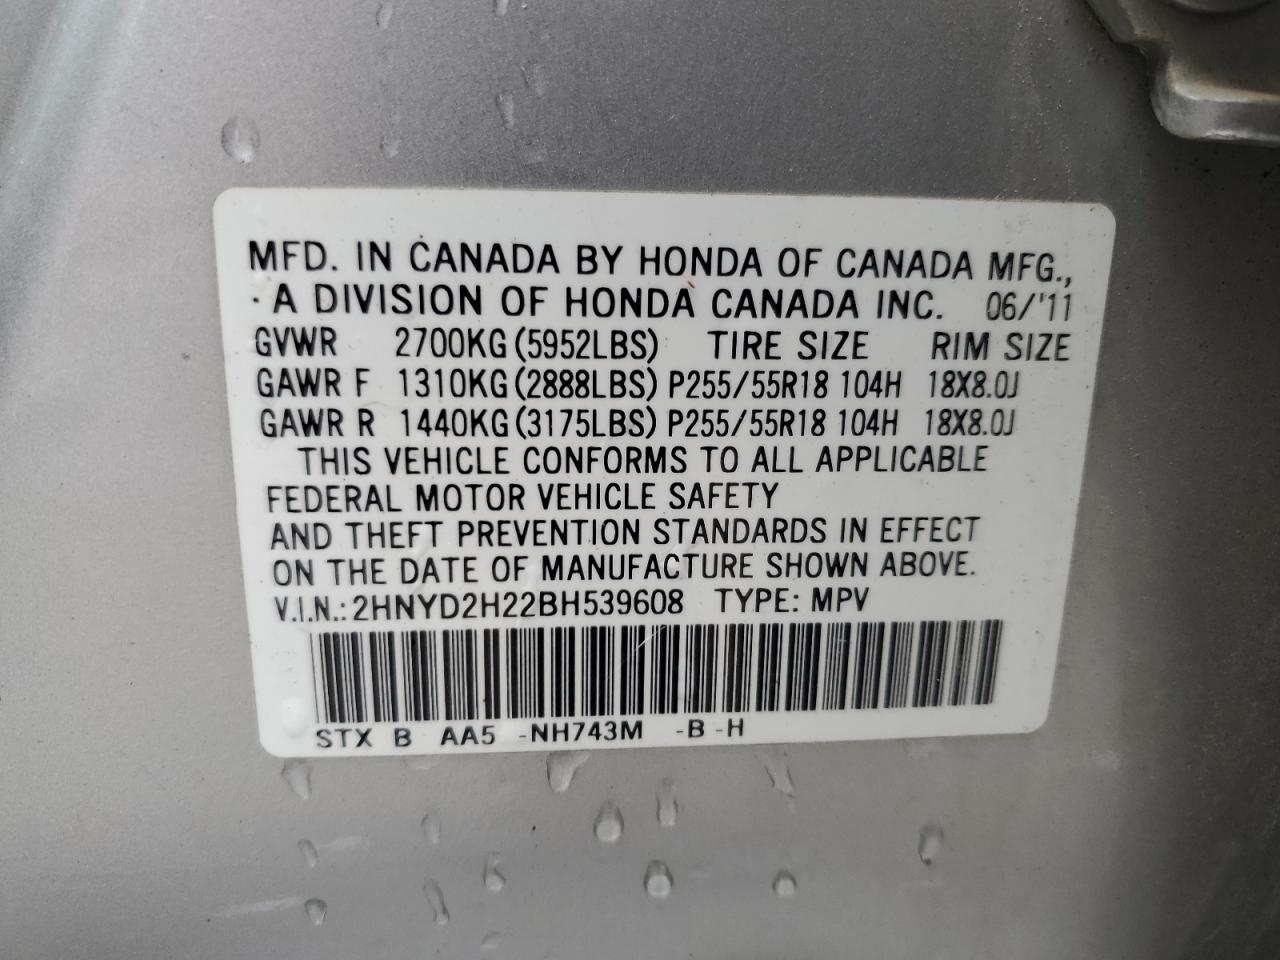 MFD. IN CANADA BY HONDA OF CANADA MFG.,
A DIVISION OF HONDA CANADA INC. 06/'11
GVWR 2700KG (5952LBS) TIRE SIZE RIM SIZE
GAWR F 1310KG (2888LBS) P255/55R18 104H 18X8.0J
GAWR R 1440KG (3175LBS) P255/55R18 104H 18X8.0J
THIS VEHICLE CONFORMS TO ALL APPLICABLE
FEDERAL MOTOR VEHICLE SAFETY
AND THEFT PREVENTION STANDARDS IN EFFECT
ON THE DATE OF MANUFACTURE SHOWN ABOVE.
V.I.N.: 2HNYD2H22BH539608 TYPE: MPV
STX B AA5 -NH743M -B -H